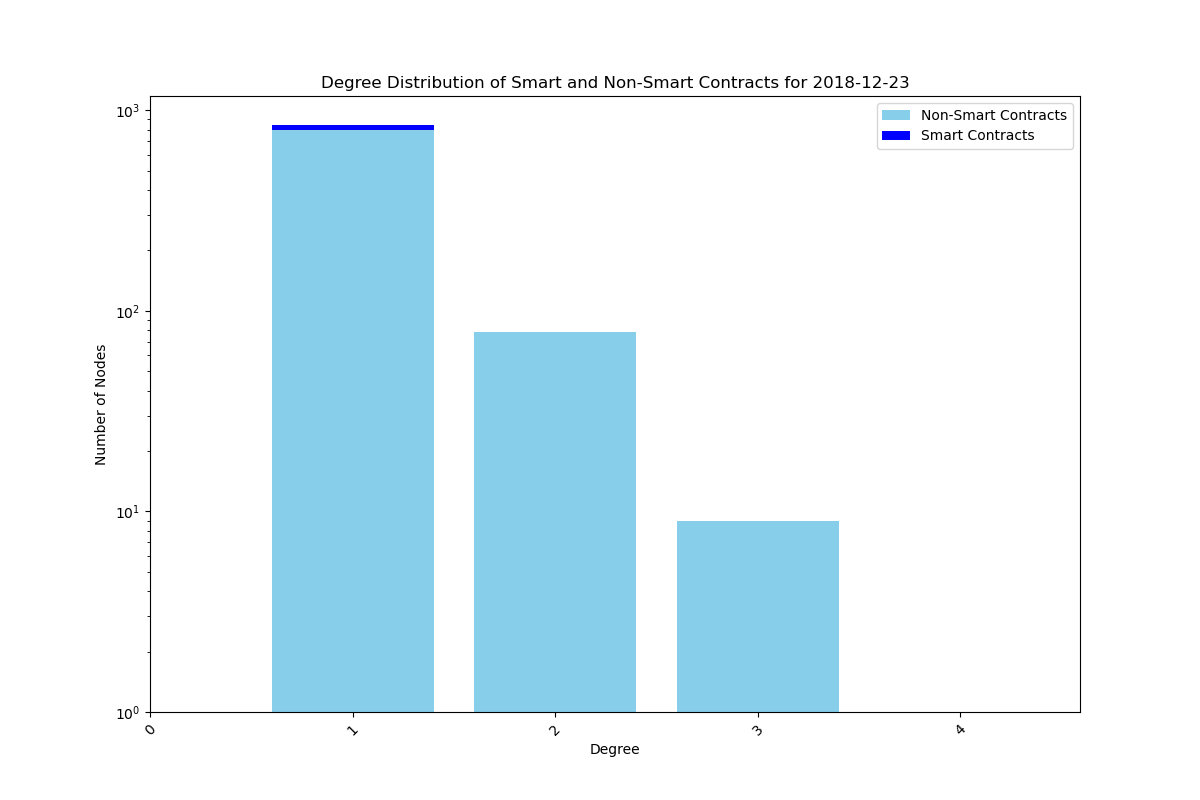 Degree Distribution of Smart and Non-Smart Contracts for 2018-12-23
Non-Smart Contracts
Smart Contracts
Number of Nodes
10³
10²
10¹
10⁰
0 1 2 3 4
Degree